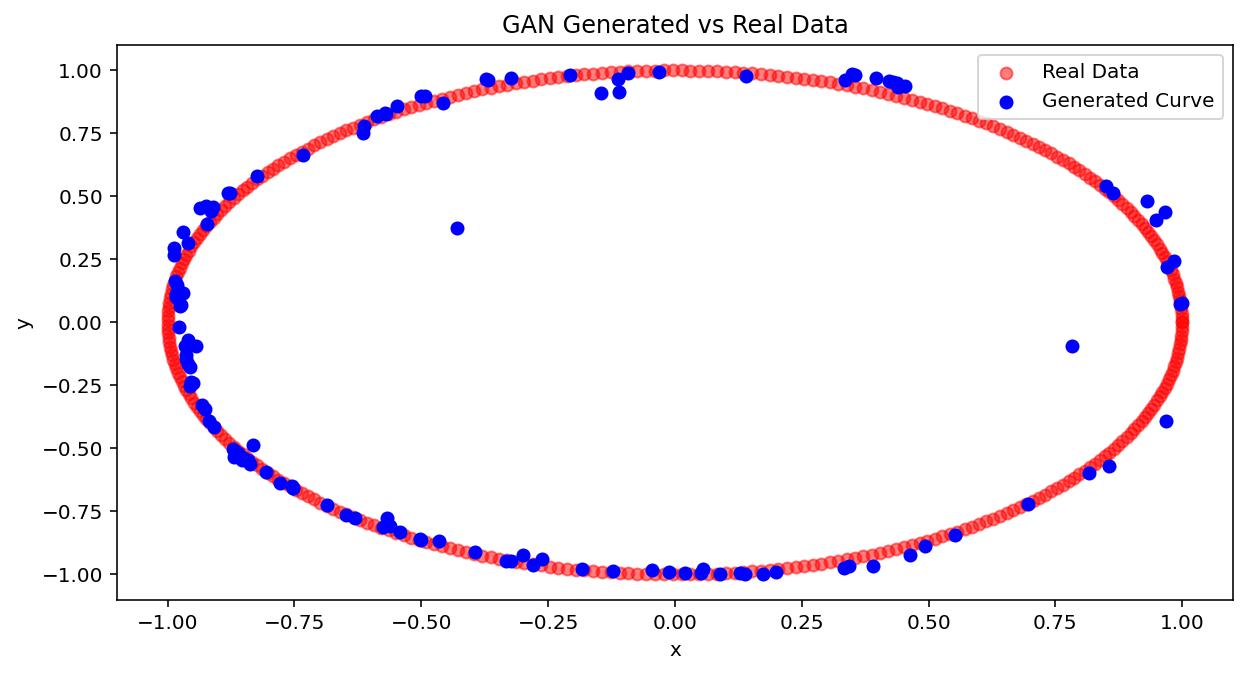 GAN Generated vs Real Data
Real Data
Generated Curve
1.00
0.75
0.50
0.25
0.00
−0.25
−0.50
−0.75
−1.00
y
−1.00 −0.75 −0.50 −0.25 0.00 0.25 0.50 0.75 1.00
x